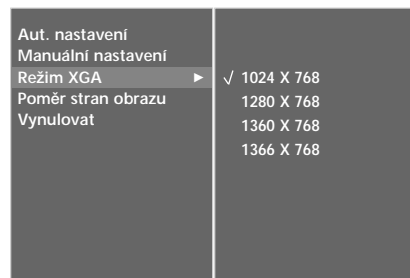 Aut. nastavení
Manuální nastavení
Režim XGA ► √ 1024 X 768
Poměr stran obrazu 1280 X 768
Vynulovat 1360 X 768
1366 X 768